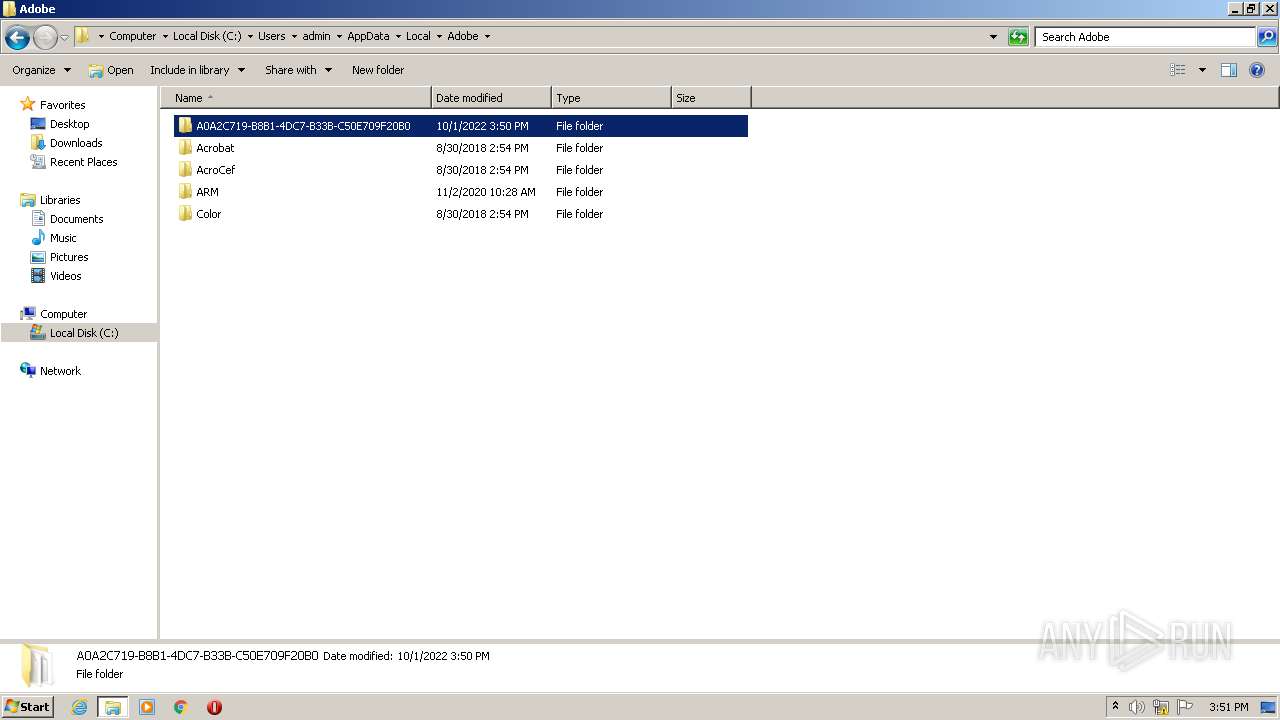 Adobe
Computer Local Disk (C:) Users admin AppData Local Adobe
Search Adobe
Organize Open Include in library Share with New folder
Favorites
Desktop
Downloads
Recent Places
Libraries
Documents
Music
Pictures
Videos
Computer
Local Disk (C:)
Network
Name Date modified Type Size
A0A2C719-B8B1-4DC7-B33B-C50E709F20B0 10/1/2022 3:50 PM File folder
Acrobat 8/30/2018 2:54 PM File folder
AcroCef 8/30/2018 2:54 PM File folder
ARM 11/2/2020 10:28 AM File folder
Color 8/30/2018 2:54 PM File folder
A0A2C719-B8B1-4DC7-B33B-C50E709F20B0 Date modified: 10/1/2022 3:50 PM
File folder
ANY RUN
Start
3:51 PM